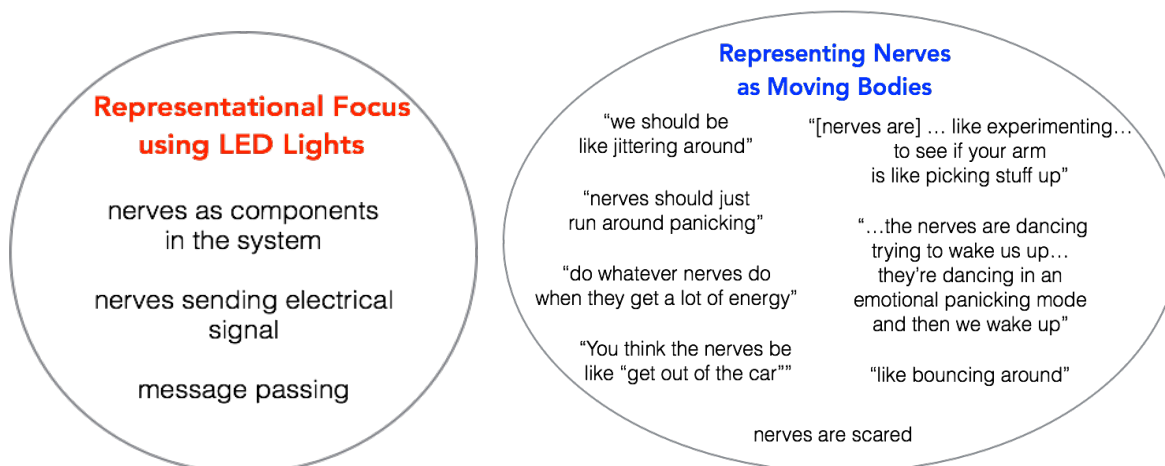 Representational Focus
using LED Lights
nerves as components
in the system
nerves sending electrical
signal
message passing
Representing Nerves
as Moving Bodies
“we should be
like jittering around”
“nerves should just
run around panicking”
“do whatever nerves do
when they get a lot of energy”
“You think the nerves be
like “get out of the car””
“[nerves are] … like experimenting…
to see if your arm
is like picking stuff up”
“…the nerves are dancing
trying to wake us up…
they’re dancing in an
emotional panicking mode
and then we wake up”
“like bouncing around”
nerves are scared